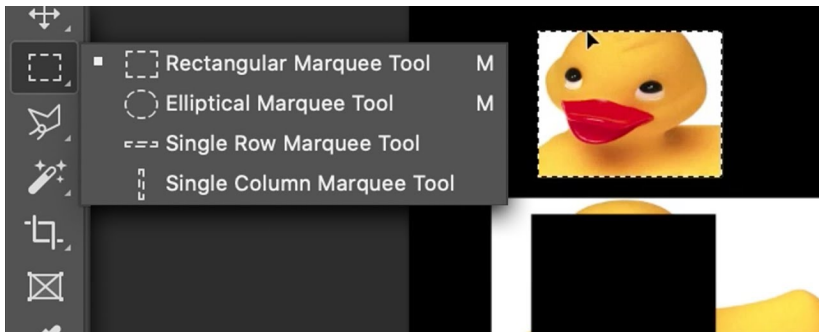 Rectangular Marquee Tool M
Elliptical Marquee Tool M
Single Row Marquee Tool
Single Column Marquee Tool